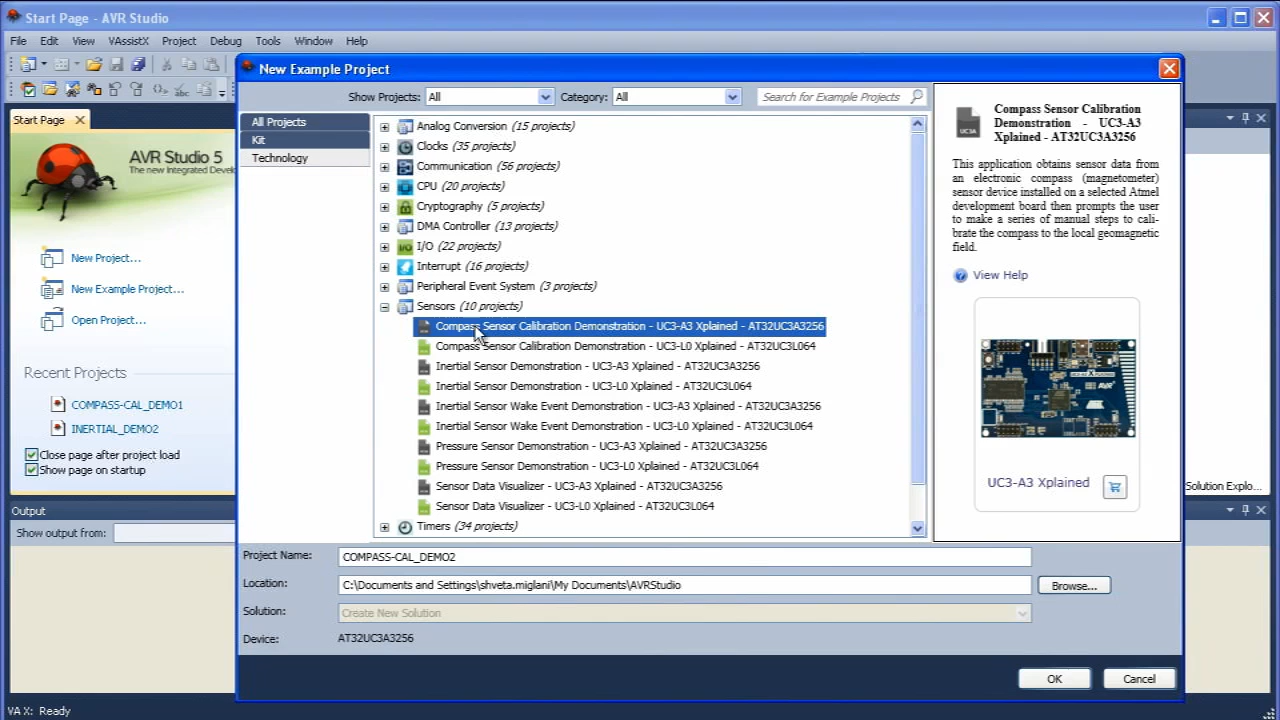 Start Page - AVR Studio
File Edit View VAssistX Project Debug Tools Window Help
Start Page
AVR Studio 5
The new Integrated Develo
New Project...
New Example Project...
Open Project...
Recent Projects
COMPASS-CAL_DEMO1
INERTIAL_DEMO2
Close page after project load
Show page on startup
Output
Show output from:
VA X: Ready
New Example Project
Show Projects: All Category: All Search for Example Projects
All Projects
Kit
Technology
Analog Conversion (15 projects)
Clocks (35 projects)
Communication (56 projects)
CPU (20 projects)
Cryptography (5 projects)
DMA Controller (13 projects)
I/O (22 projects)
Interrupt (16 projects)
Peripheral Event System (3 projects)
Sensors (10 projects)
Compass Sensor Calibration Demonstration - UC3-A3 Xplained - AT32UC3A3256
Compass Sensor Calibration Demonstration - UC3-L0 Xplained - AT32UC3L064
Inertial Sensor Demonstration - UC3-A3 Xplained - AT32UC3A3256
Inertial Sensor Demonstration - UC3-L0 Xplained - AT32UC3L064
Inertial Sensor Wake Event Demonstration - UC3-A3 Xplained - AT32UC3A3256
Inertial Sensor Wake Event Demonstration - UC3-L0 Xplained - AT32UC3L064
Pressure Sensor Demonstration - UC3-A3 Xplained - AT32UC3A3256
Pressure Sensor Demonstration - UC3-L0 Xplained - AT32UC3L064
Sensor Data Visualizer - UC3-A3 Xplained - AT32UC3A3256
Sensor Data Visualizer - UC3-L0 Xplained - AT32UC3L064
Timers (34 projects)
UC3A
Compass Sensor Calibration
Demonstration - UC3-A3
Xplained - AT32UC3A3256
This application obtains sensor data from
an electronic compass (magnetometer)
sensor device installed on a selected Atmel
development board then prompts the user
to make a series of manual steps to cali-
brate the compass to the local geomagnetic
field.
View Help
UC3-A3 Xplained
Project Name: COMPASS-CAL_DEMO2
Location: C:\Documents and Settings\shveta.miglani\My Documents\AVRStudio
Browse...
Solution: Create New Solution
Device: AT32UC3A3256
OK
Cancel
Solution Explo...